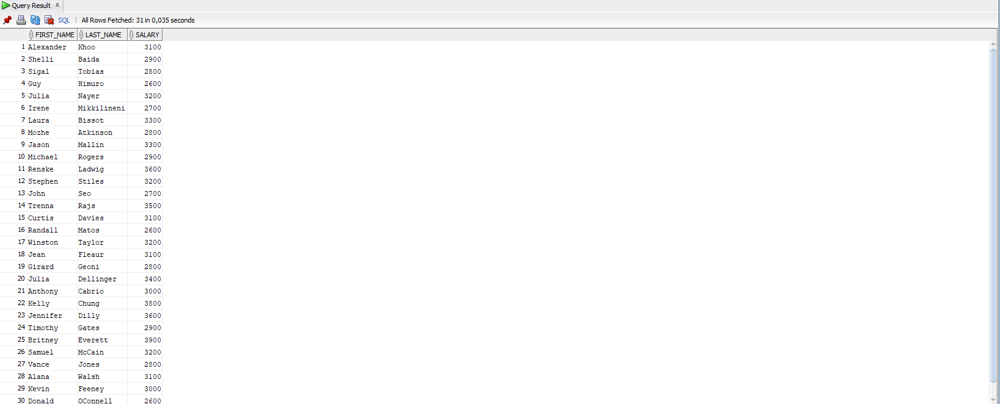 Query Result x
SQL | All Rows Fetched: 31 in 0,035 seconds
FIRST_NAME LAST_NAME SALARY
1 Alexander Khoo 3100
2 Shelli Baida 2900
3 Sigal Tobias 2800
4 Guy Himuro 2600
5 Julia Nayer 3200
6 Irene Mikkilineni 2700
7 Laura Bissot 3300
8 Mozhe Atkinson 2800
9 Jason Mallin 3300
10 Michael Rogers 2900
11 Renske Ladwig 3600
12 Stephen Stiles 3200
13 John Seo 2700
14 Trenna Rajs 3500
15 Curtis Davies 3100
16 Randall Matos 2600
17 Winston Taylor 3200
18 Jean Fleaur 3100
19 Girard Geoni 2800
20 Julia Dellinger 3400
21 Anthony Cabrio 3000
22 Kelly Chung 3800
23 Jennifer Dilly 3600
24 Timothy Gates 2900
25 Britney Everett 3900
26 Samuel McCain 3200
27 Vance Jones 2800
28 Alana Walsh 3100
29 Kevin Feeney 3000
30 Donald OConnell 2600